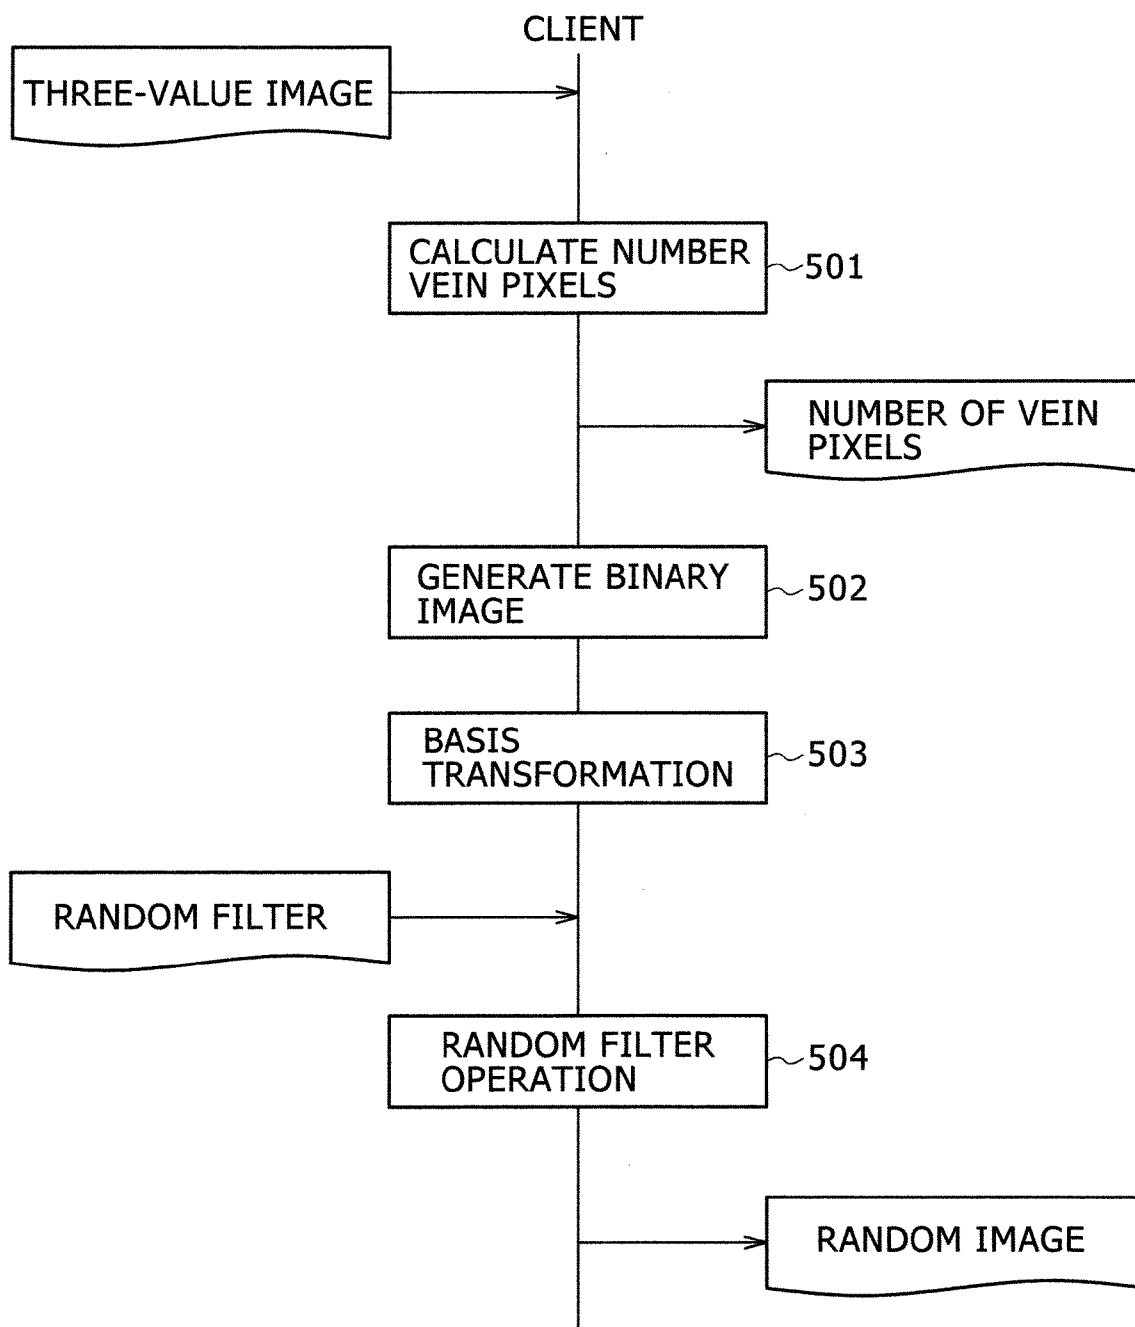 CLIENT
THREE-VALUE IMAGE
CALCULATE NUMBER
VEIN PIXELS
501
NUMBER OF VEIN
PIXELS
GENERATE BINARY
IMAGE
502
BASIS
TRANSFORMATION
503
RANDOM FILTER
RANDOM FILTER
OPERATION
504
RANDOM IMAGE